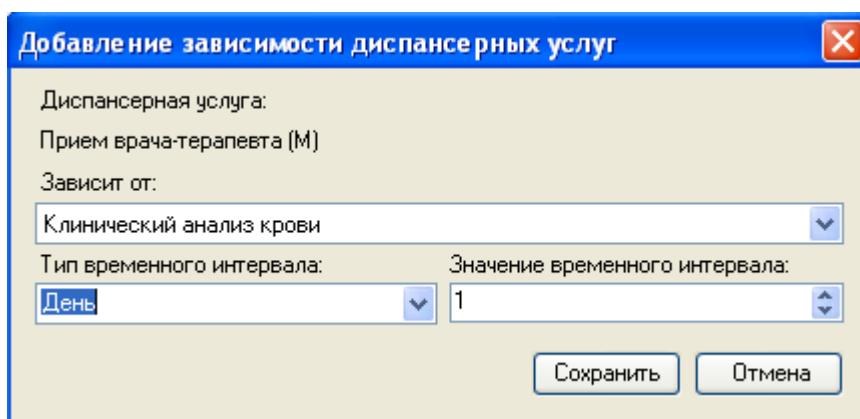 Добавление зависимости диспансерных услуг
Диспансерная услуга:
Прием врача-терапевта (М)
Зависит от:
Клинический анализ крови
Тип временного интервала: Значение временного интервала:
День 1
Сохранить Отмена